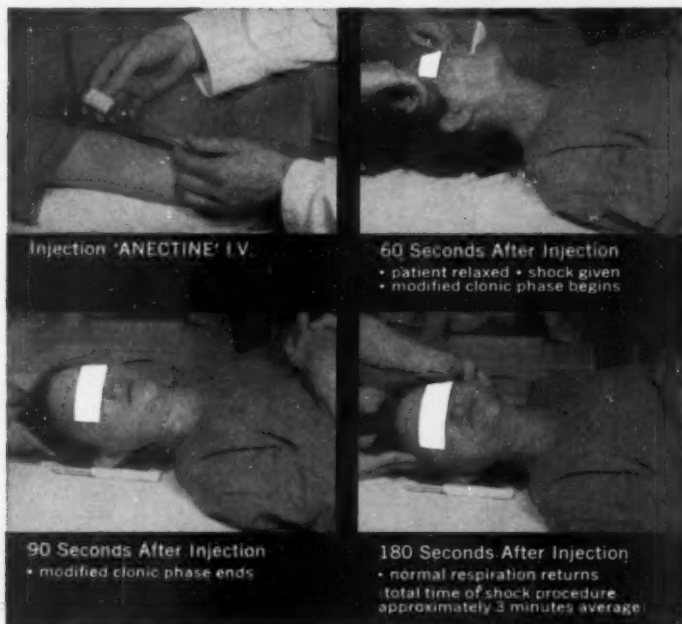 Injection 'ANECTINE' I.V.
60 Seconds After Injection
• patient relaxed • shock given
• modified clonic phase begins
90 Seconds After Injection
• modified clonic phase ends
180 Seconds After Injection
• normal respiration returns
total time of shock procedure
approximately 3 minutes average